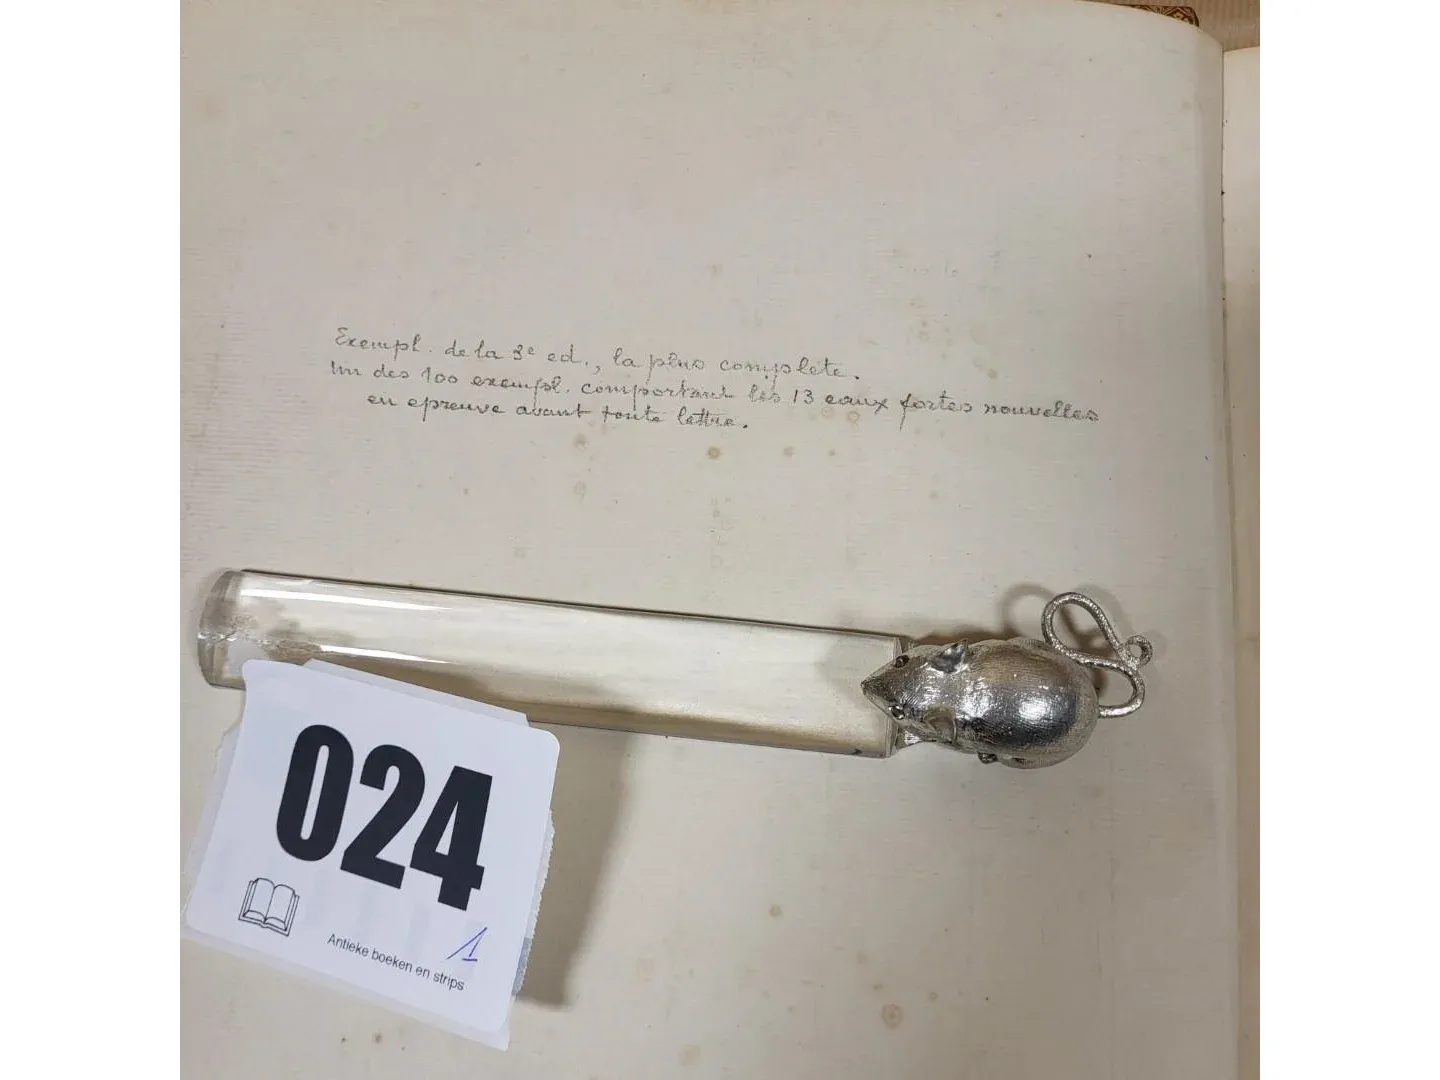 Exempl. de la 3e ed., la plus complete.
Un des 100 exempl. comportant les 13 eaux fortes nouvelles
en epreuve avant toute lettre.
024
1
Antieke boeken en strips